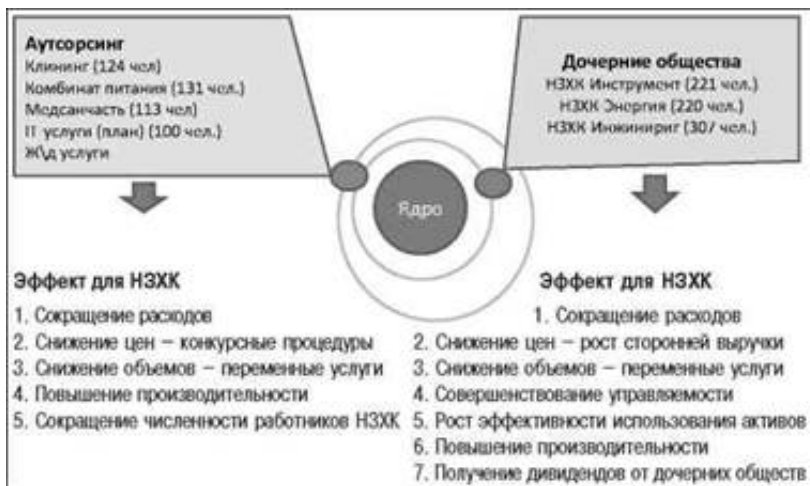 Аутсорсинг
Клининг (124 чел)
Комбинат питания (131 чел.)
Медсанчасть (113 чел)
IT услуги (план) (100 чел.)
Ж\д услуги
Дочерние общества
НЗХК Инструмент (221 чел.)
НЗХК Энергия (220 чел.)
НЗХК Инжинириг (307 чел.)
Ядро
Эффект для НЗХК
1. Сокращение расходов
2. Снижение цен – конкурсные процедуры
3. Снижение объемов – переменные услуги
4. Повышение производительности
5. Сокращение численности работников НЗХК
Эффект для НЗХК
1. Сокращение расходов
2. Снижение цен – рост сторонней выручки
3. Снижение объемов – переменные услуги
4. Совершенствование управляемости
5. Рост эффективности использования активов
6. Повышение производительности
7. Получение дивидендов от дочерних обществ